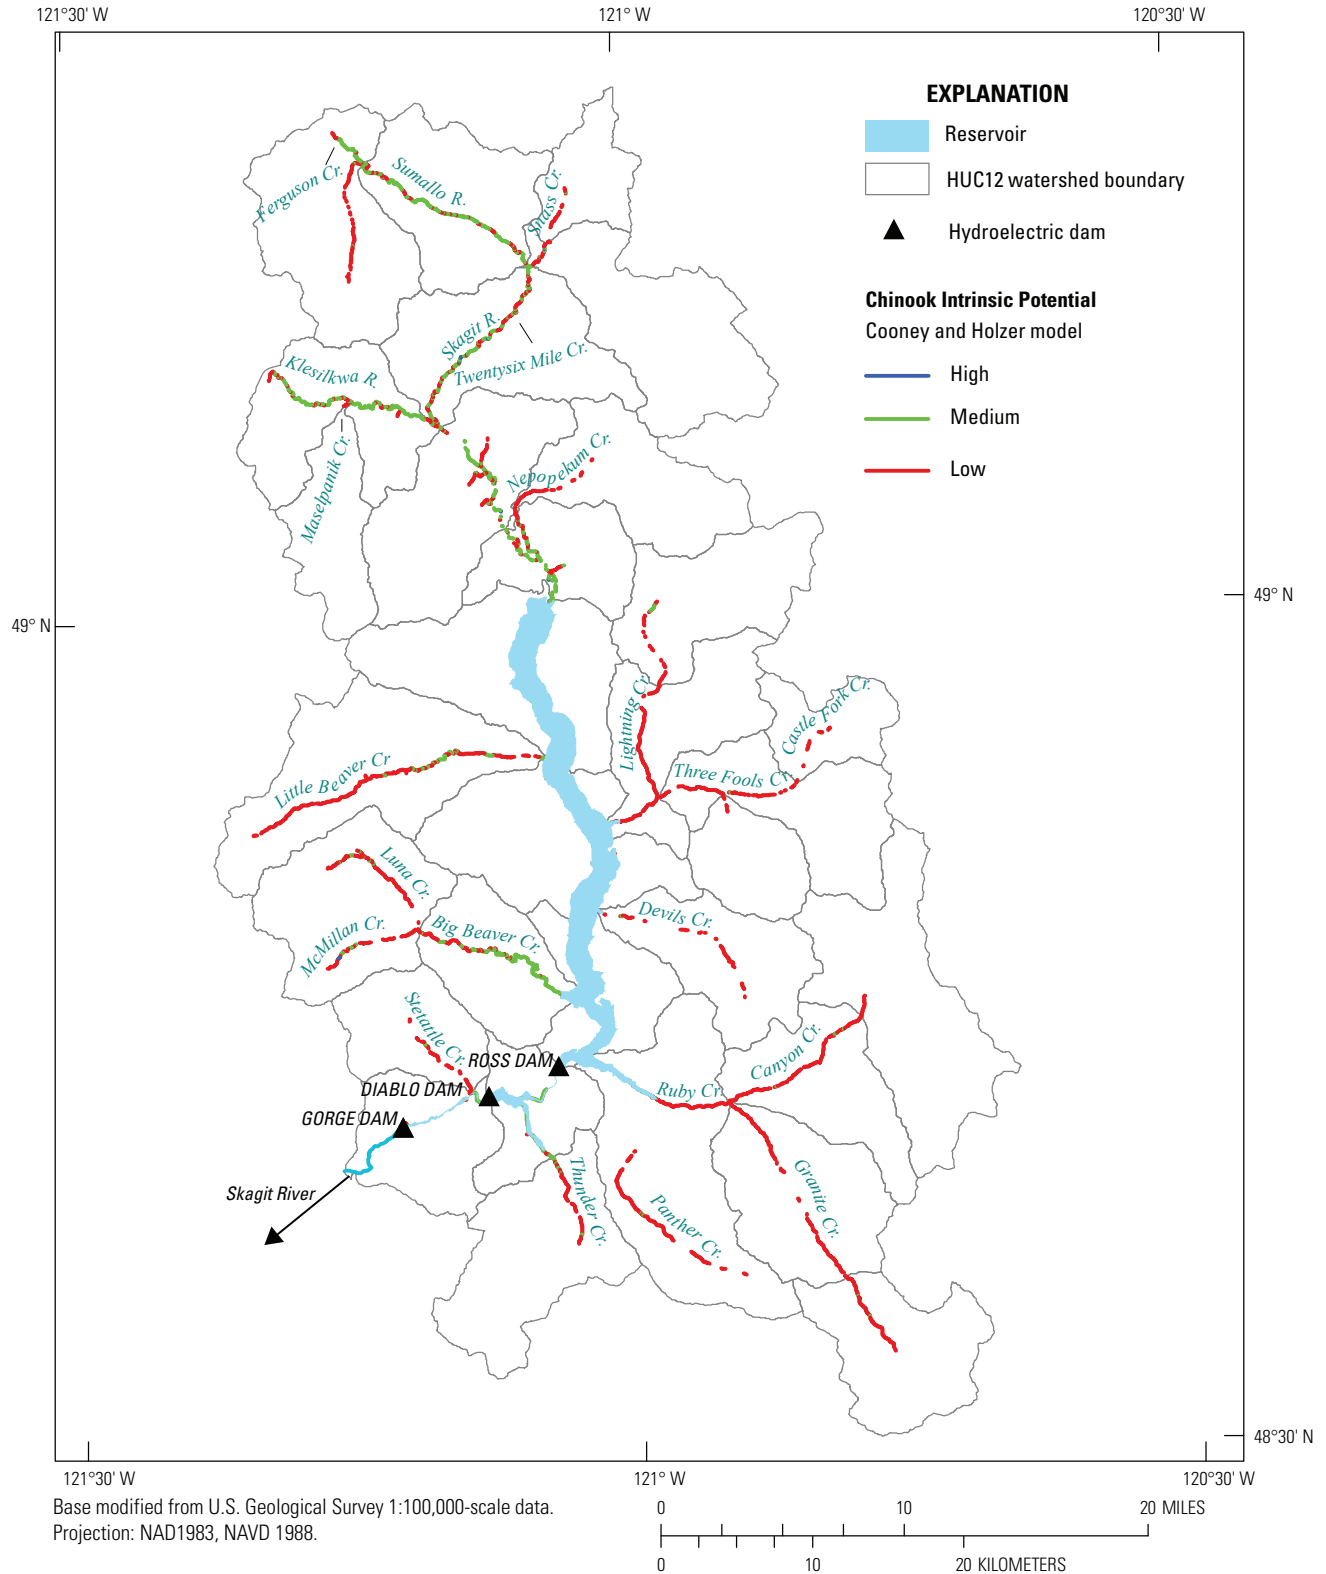 121°30' W
121° W
120°30' W
EXPLANATION
Reservoir
HUC12 watershed boundary
Hydroelectric dam
Chinook Intrinsic Potential
Cooney and Holzer model
High
Medium
Low
Ferguson Cr.
Sumallo R.
Snass Cr.
Skagit R.
Twentysix Mile Cr.
Klesilkwa R.
Maselpanik Cr.
Nepopekum Cr.
49° N
49° N
Lightning Cr.
Castle Fork Cr.
Three Fools Cr.
Little Beaver Cr
Luna Cr.
McMillan Cr.
Big Beaver Cr.
Devils Cr.
Stetattle Cr.
ROSS DAM
Canyon Cr.
DIABLO DAM
Ruby Cr.
GORGE DAM
Skagit River
Thunder Cr.
Panther Cr.
Granite Cr.
48°30' N
121°30' W
121° W
120°30' W
Base modified from U.S. Geological Survey 1:100,000-scale data.
Projection: NAD1983, NAVD 1988.
0 10 20 MILES
0 10 20 KILOMETERS